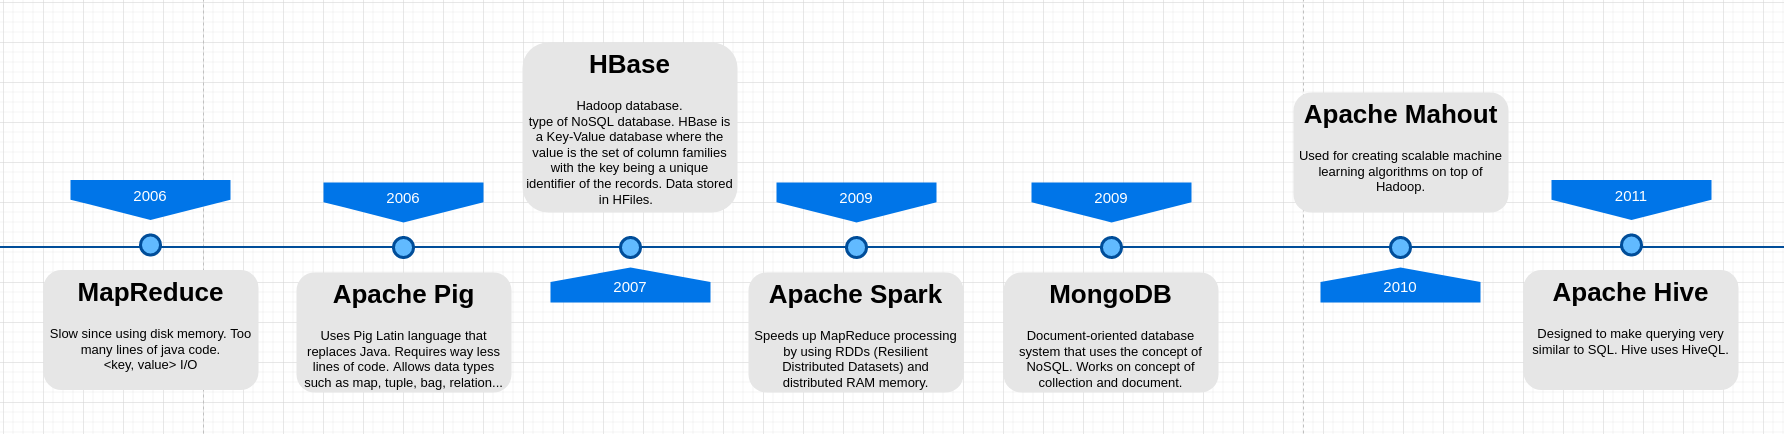 2006
MapReduce
Slow since using disk memory. Too
many lines of java code.
<key, value> I/O
2006
Apache Pig
Uses Pig Latin language that
replaces Java. Requires way less
lines of code. Allows data types
such as map, tuple, bag, relation...
HBase
Hadoop database.
type of NoSQL database. HBase is
a Key-Value database where the
value is the set of column families
with the key being a unique
identifier of the records. Data stored
in HFiles.
2007
2009
Apache Spark
Speeds up MapReduce processing
by using RDDs (Resilient
Distributed Datasets) and
distributed RAM memory.
2009
MongoDB
Document-oriented database
system that uses the concept of
NoSQL. Works on concept of
collection and document.
Apache Mahout
Used for creating scalable machine
learning algorithms on top of
Hadoop.
2010
2011
Apache Hive
Designed to make querying very
similar to SQL. Hive uses HiveQL.